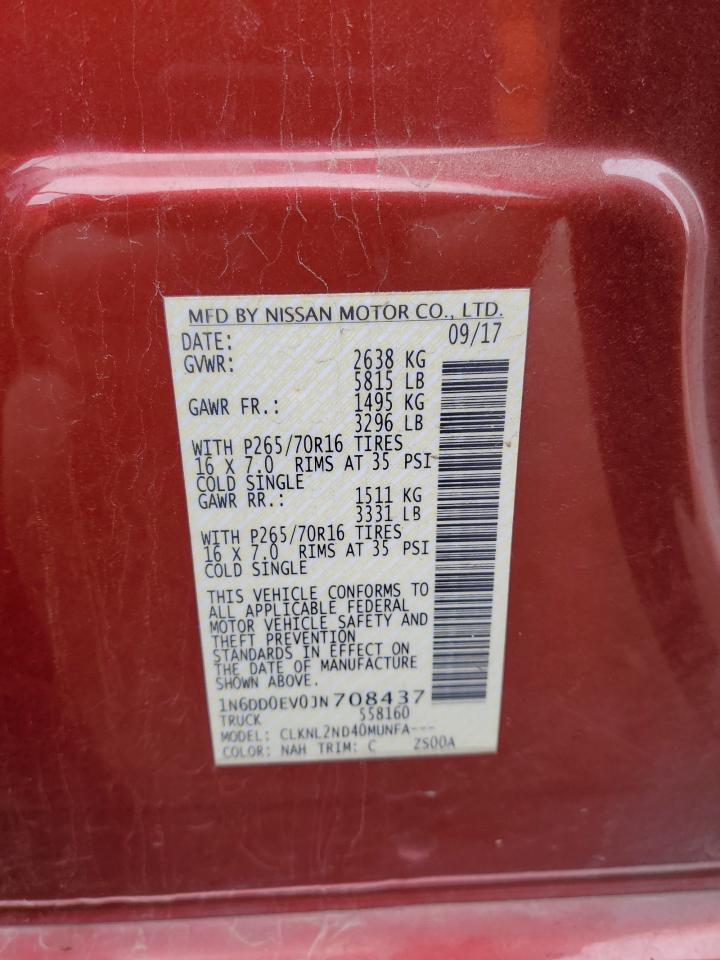 MFD BY NISSAN MOTOR CO., LTD.
DATE: 09/17
GVWR: 2638 KG
5815 LB
GAWR FR.: 1495 KG
3296 LB
WITH P265/70R16 TIRES
16 X 7.0 RIMS AT 35 PSI
COLD SINGLE
GAWR RR.: 1511 KG
3331 LB
WITH P265/70R16 TIRES
16 X 7.0 RIMS AT 35 PSI
COLD SINGLE
THIS VEHICLE CONFORMS TO
ALL APPLICABLE FEDERAL
MOTOR VEHICLE SAFETY AND
THEFT PREVENTION
STANDARDS IN EFFECT ON
THE DATE OF MANUFACTURE
SHOWN ABOVE.
1N6DD0EV0JN708437
TRUCK 558160
MODEL: CLKNL2ND40MUNFA---
COLOR: NAH TRIM: C ZS00A